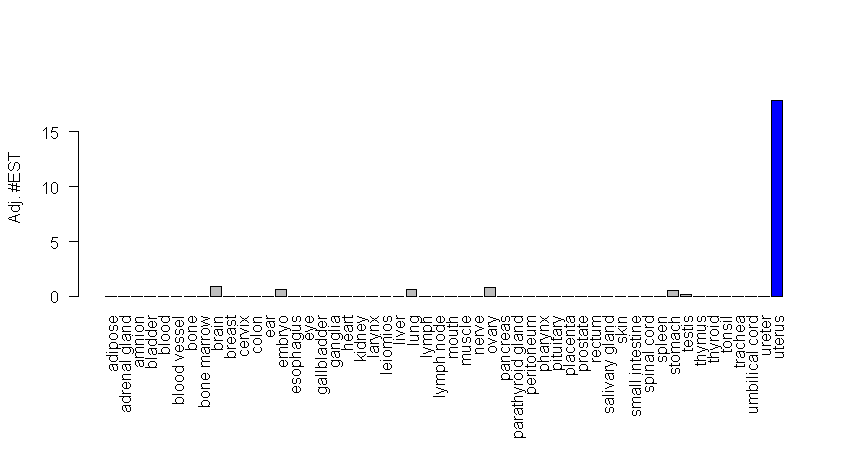 Adj. #EST
15
10
5
0
adipose
adrenal gland
amnion
bladder
blood
blood vessel
bone
bone marrow
brain
breast
cervix
colon
ear
embryo
esophagus
eye
gallbladder
ganglia
heart
kidney
larynx
leiomios
liver
lung
lymph
lymph node
mouth
muscle
nerve
ovary
pancreas
parathyroid gland
peritoneum
pharynx
pituitary
placenta
prostate
rectum
salivary gland
skin
small intestine
spinal cord
spleen
stomach
testis
thymus
thyroid
tonsil
trachea
umbilical cord
ureter
uterus